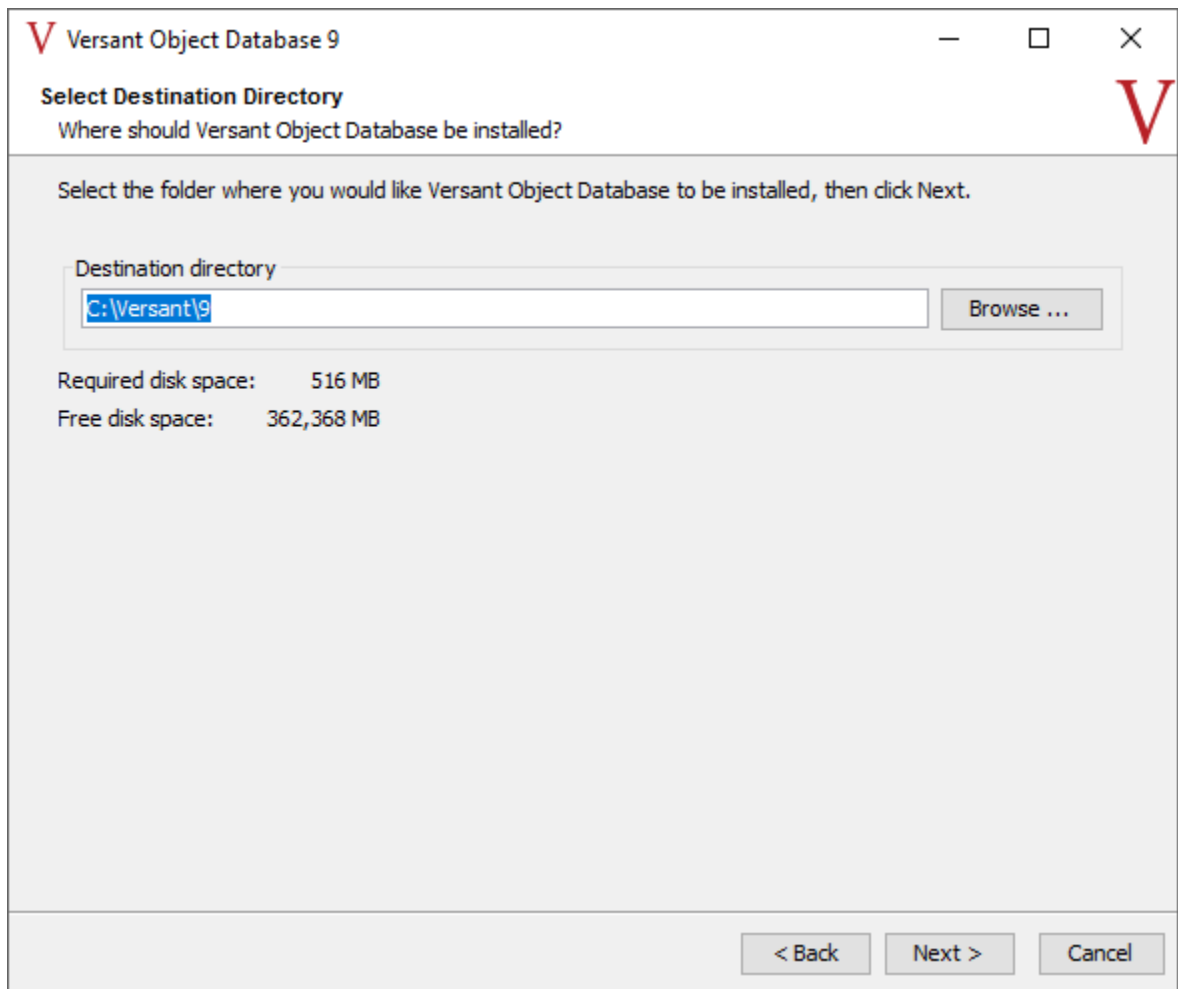 V Versant Object Database 9
Select Destination Directory
Where should Versant Object Database be installed?
V
Select the folder where you would like Versant Object Database to be installed, then click Next.
Destination directory
C:\Versant\9
Browse ...
Required disk space: 516 MB
Free disk space: 362,368 MB
< Back Next > Cancel